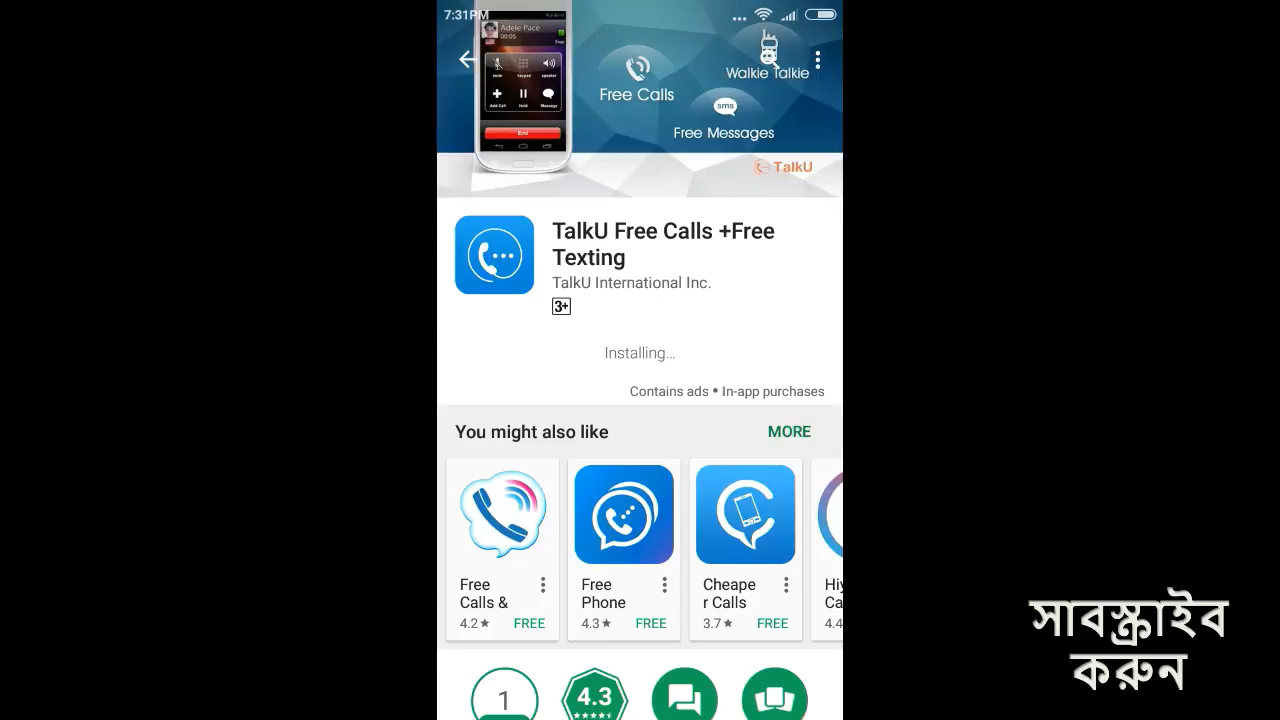 7:31PM
Adele Pace
00:05
Free
mute
keypad
speaker
Add Call
Hold
Message
End
Walkie Talkie
Free Calls
sms
Free Messages
TalkU
TalkU Free Calls +Free
Texting
TalkU International Inc.
3+
Installing...
Contains ads • In-app purchases
You might also like
MORE
Free
Calls &
4.2★ FREE
Free
Phone
4.3★ FREE
Cheape
r Calls
3.7★ FREE
Hi
Ca
4.4
1
4.3
সাবস্ক্রাইব
করুন